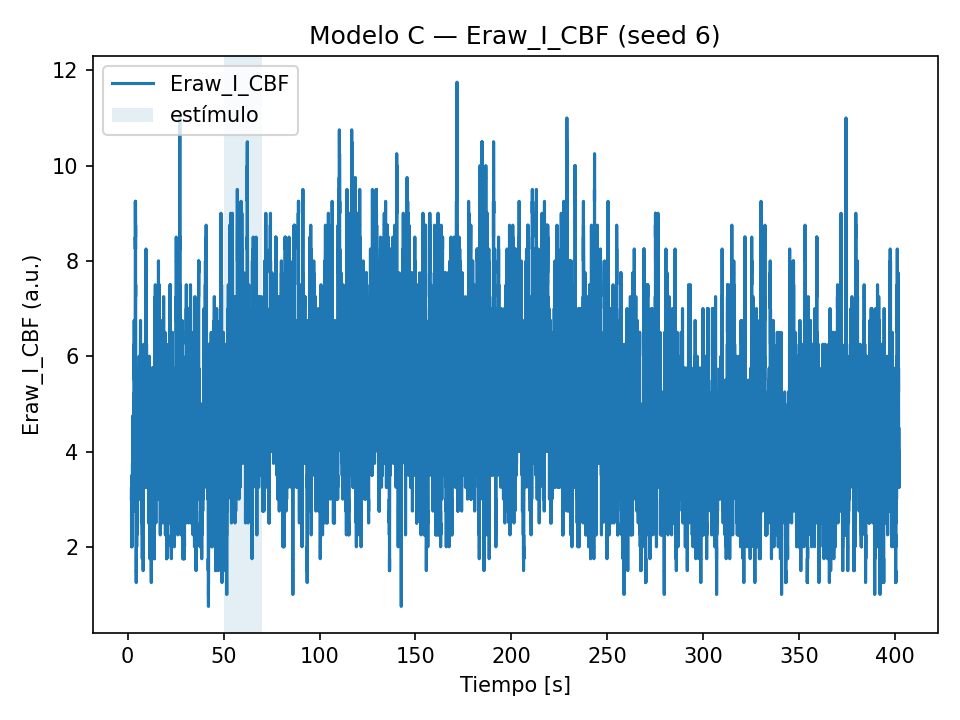 Modelo C — Eraw_I_CBF (seed 6)
Eraw_I_CBF
estímulo
12
10
8
6
4
2
Eraw_I_CBF (a.u.)
0 50 100 150 200 250 300 350 400
Tiempo [s]